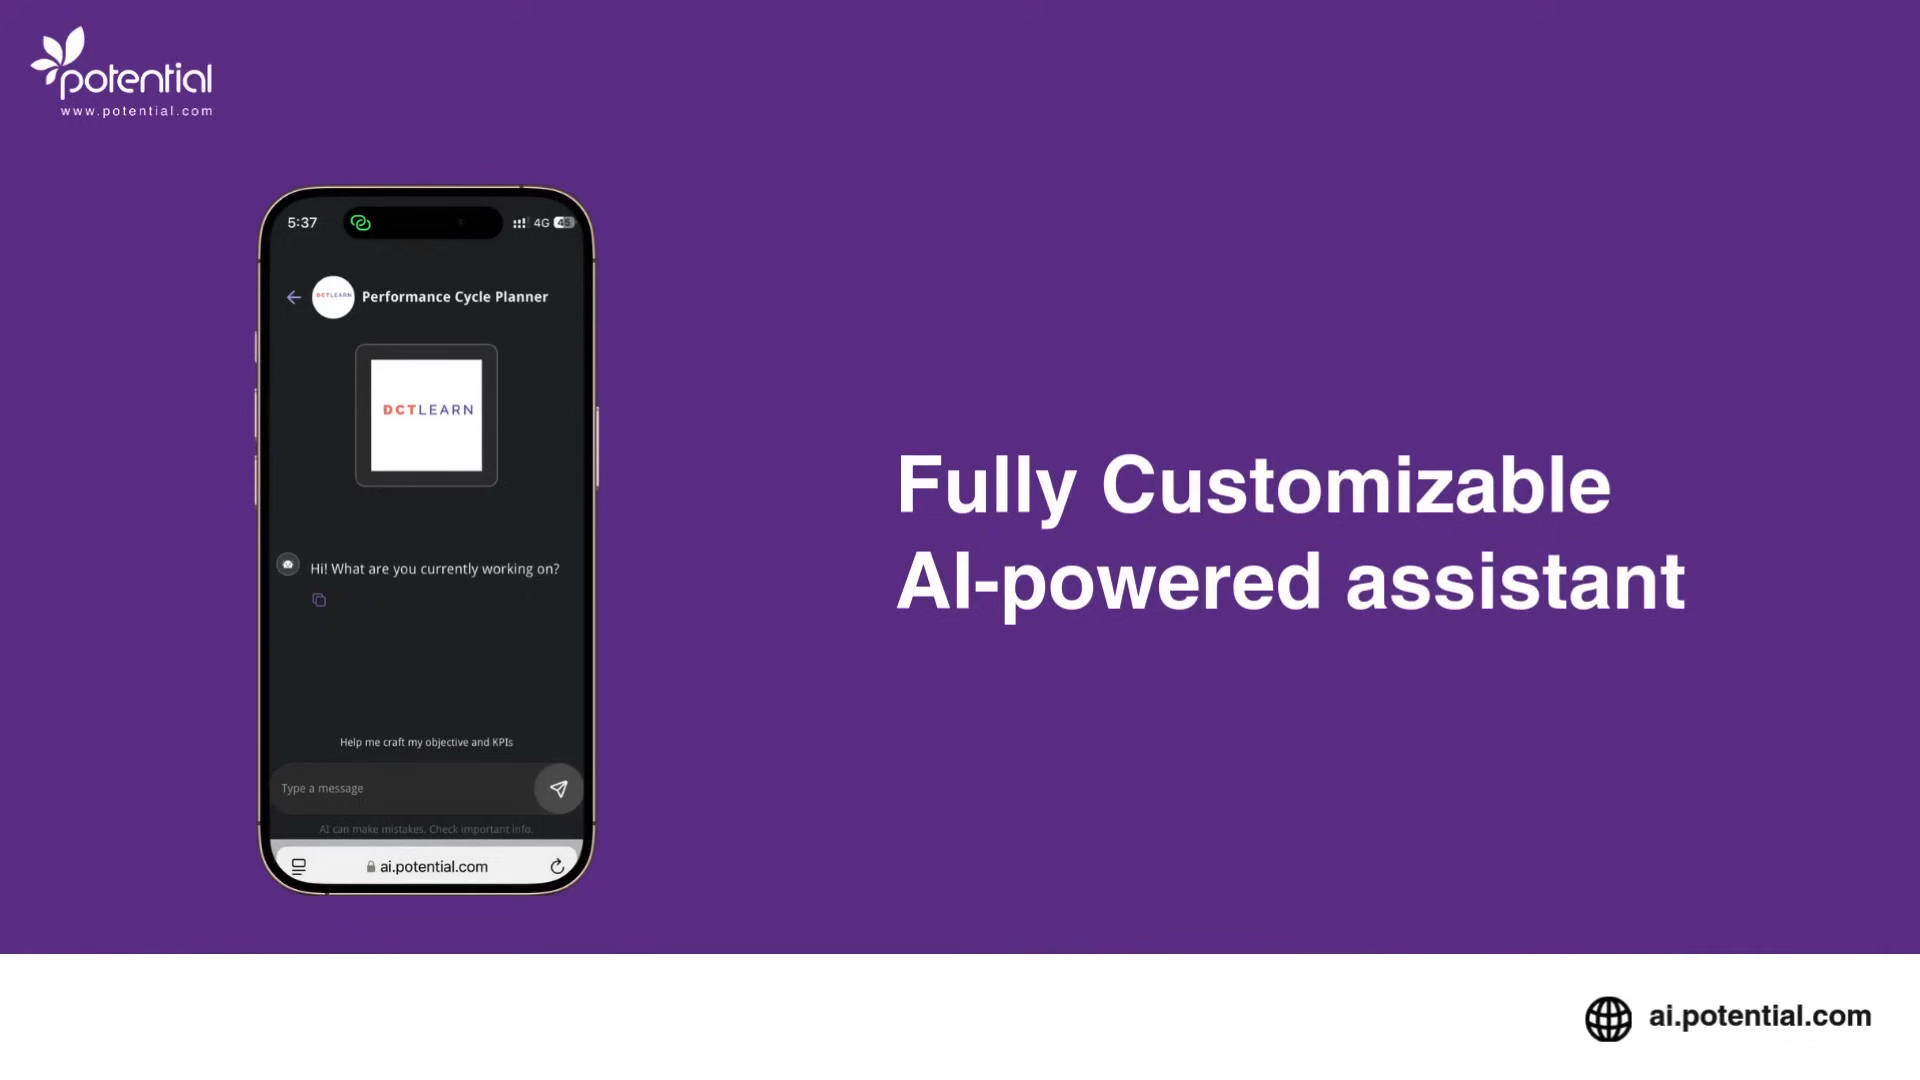 potential
www.potential.com
5:37
4G 45
DCTLEARN
Performance Cycle Planner
DCTLEARN
Hi! What are you currently working on?
Help me craft my objective and KPIs
Type a message
AI can make mistakes. Check important info.
ai.potential.com
Fully Customizable
AI-powered assistant
ai.potential.com